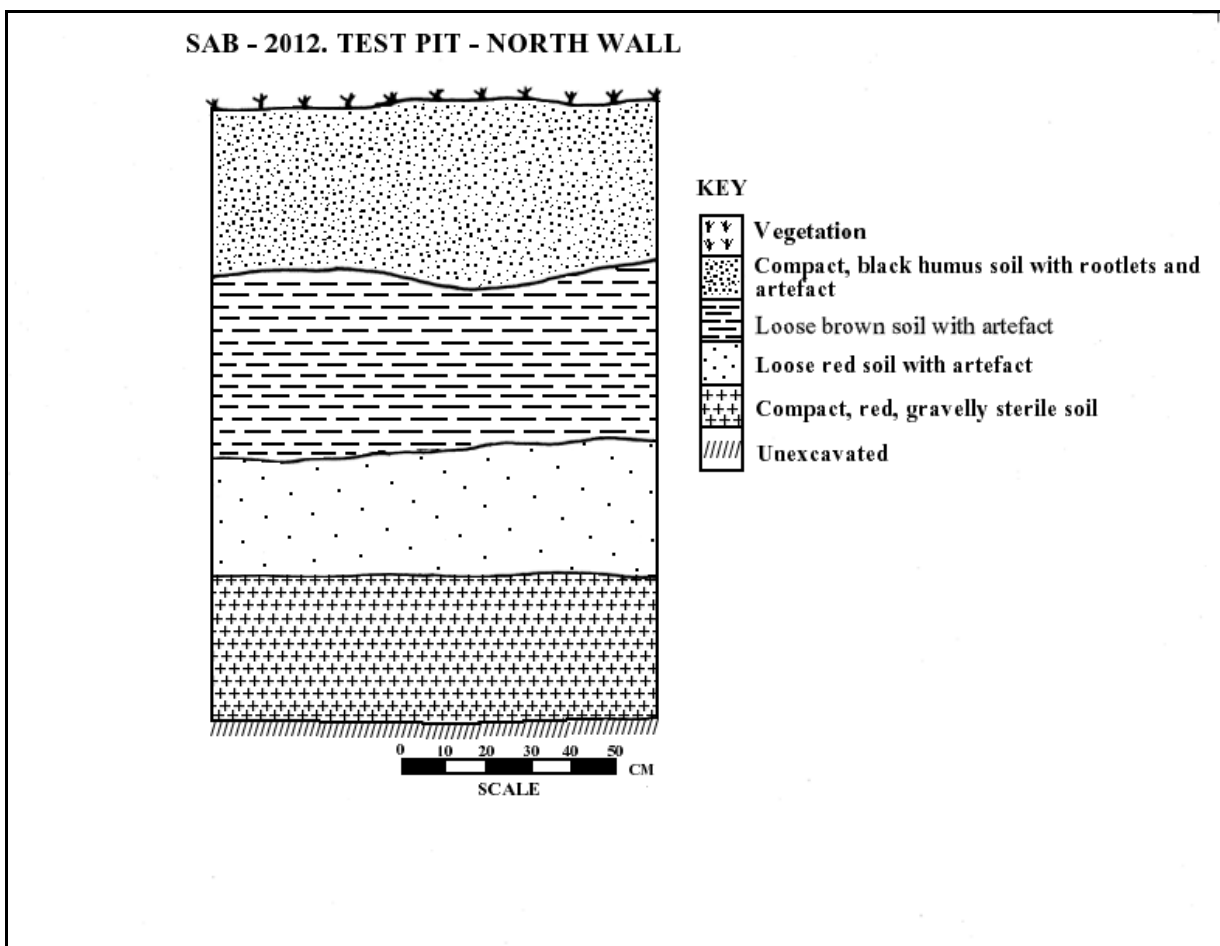 SAB - 2012. TEST PIT - NORTH WALL
KEY
Vegetation
Compact, black humus soil with rootlets and
artefact
Loose brown soil with artefact
Loose red soil with artefact
Compact, red, gravelly sterile soil
Unexcavated
0 10 20 30 40 50
CM
SCALE